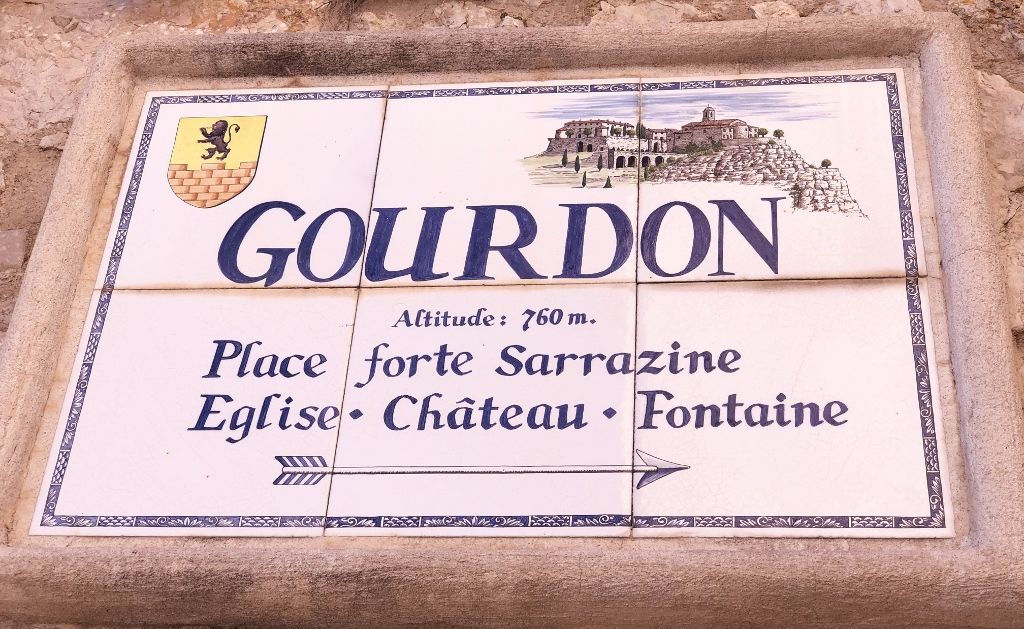 GOURDON
Altitude: 760 m.
Place forte Sarrazine
Eglise • Château • Fontaine